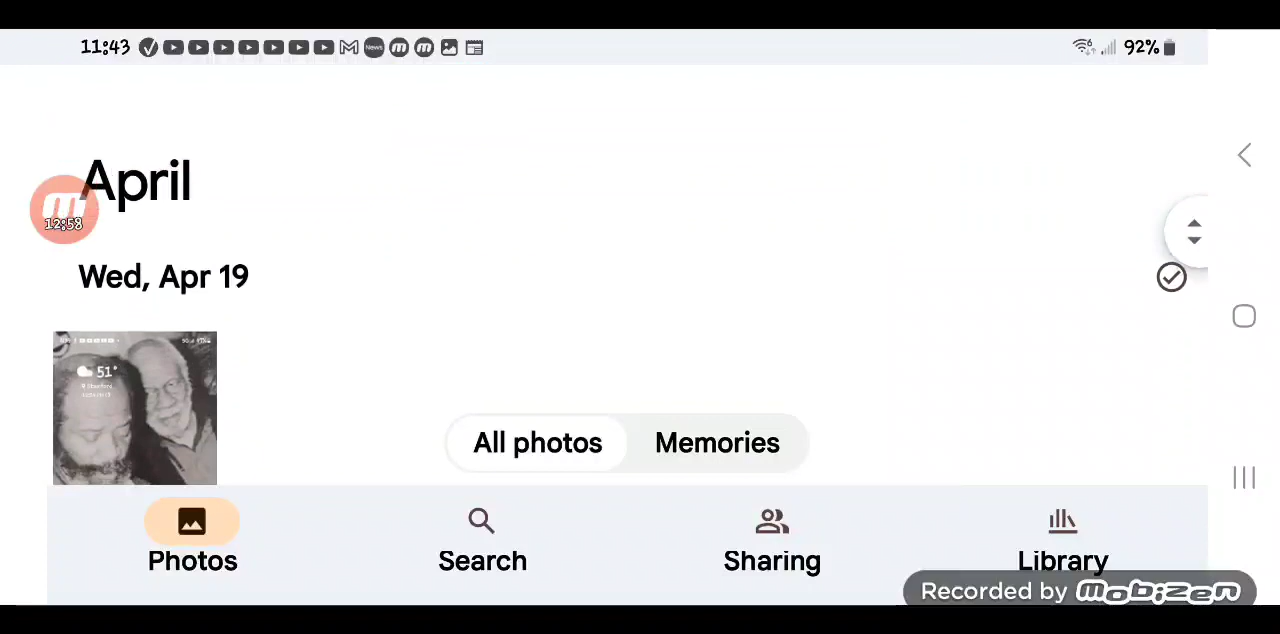 11:43
News
92%
April
12:58
Wed, Apr 19
51°
All photos
Memories
Photos
Search
Sharing
Library
Recorded by mobizen